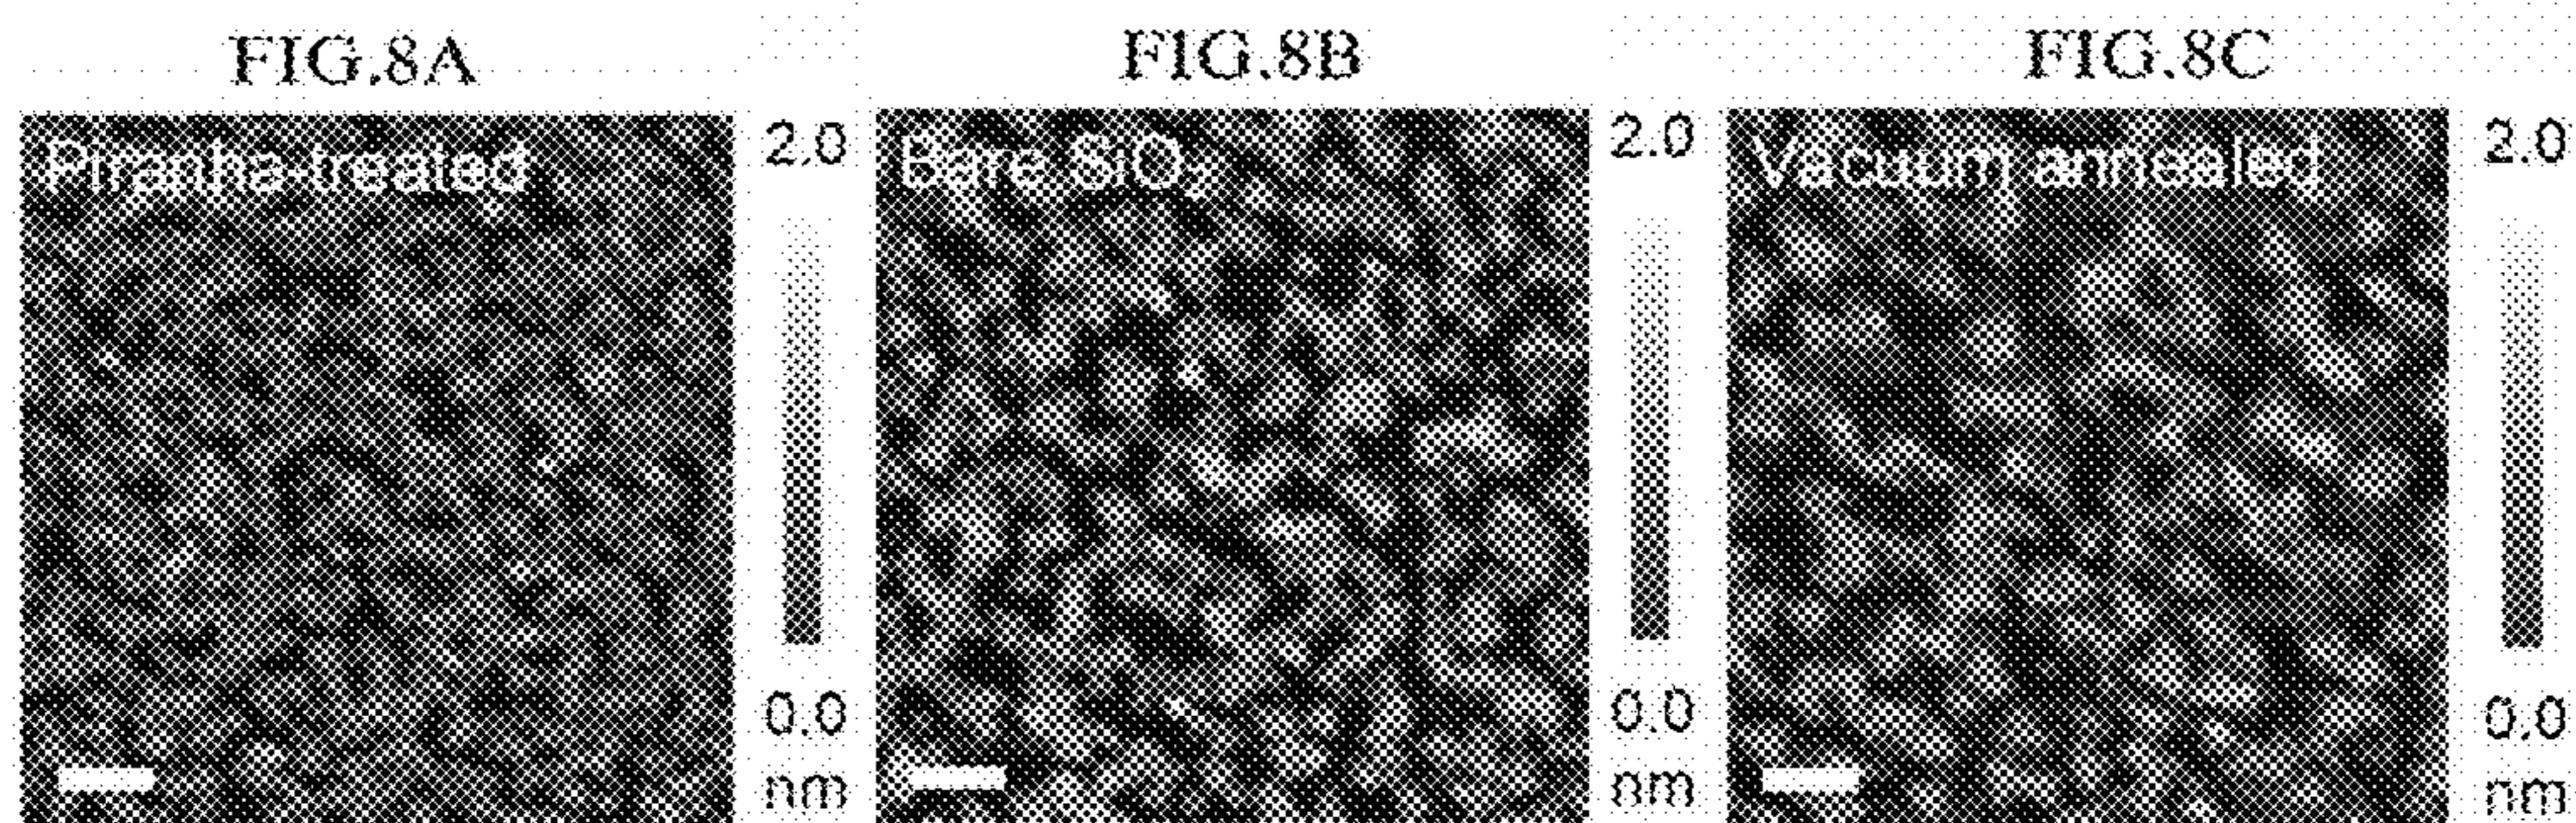 FIG.8A
FIG.8B
FIG.8C
Piranha-treated
2.0
0.0
nm
Bare SiO₂
2.0
0.0
nm
Vacuum annealed
2.0
0.0
nm